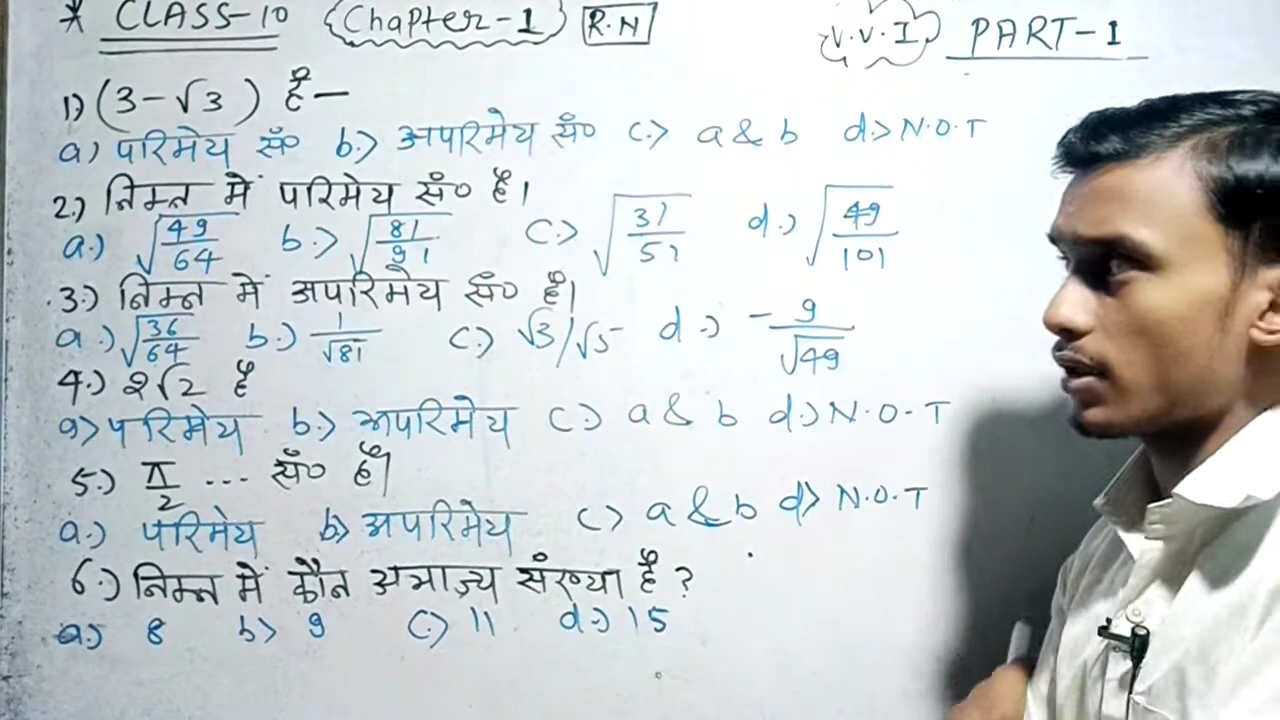 * CLASS-10 Chapter-1 R.N V.V.I PART-1
1) (3-√3) है—
a) परिमेय सं० b.> अपरिमेय सं० c.> a & b d.> N.O.T
2.) निम्न में परिमेय सं० है।
a.) √49/64 b.> √81/91 c.> √37/51 d.) √49/101
3.) निम्न में अपरिमेय सं० है।
a.) √36/64 b.) 1/√81 c.) √3/√5 d.) -9/√49
4.) 2√2 है
a> परिमेय b.> अपरिमेय c.> a & b d.) N.O.T
5.) π/2 ... सं० है।
a.) परिमेय b> अपरिमेय c> a & b d> N.O.T
6.) निम्न में कौन अभाज्य संख्या है ?
a.) 8 b> 9 c.) 11 d.) 15